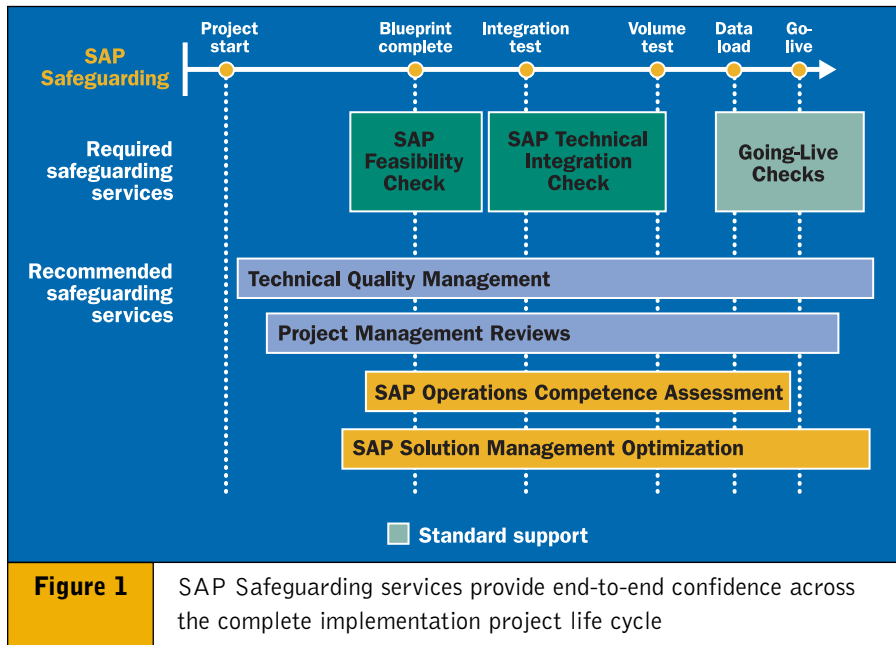 Project
start
Blueprint
complete
Integration
test
Volume
test
Data
load
Go-
live
SAP
Safeguarding
Required
safeguarding
services
SAP
Feasibility
Check
SAP Technical
Integration
Check
Going-Live
Checks
Recommended
safeguarding
services
Technical Quality Management
Project Management Reviews
SAP Operations Competence Assessment
SAP Solution Management Optimization
Standard support
Figure 1
SAP Safeguarding services provide end-to-end confidence across
the complete implementation project life cycle